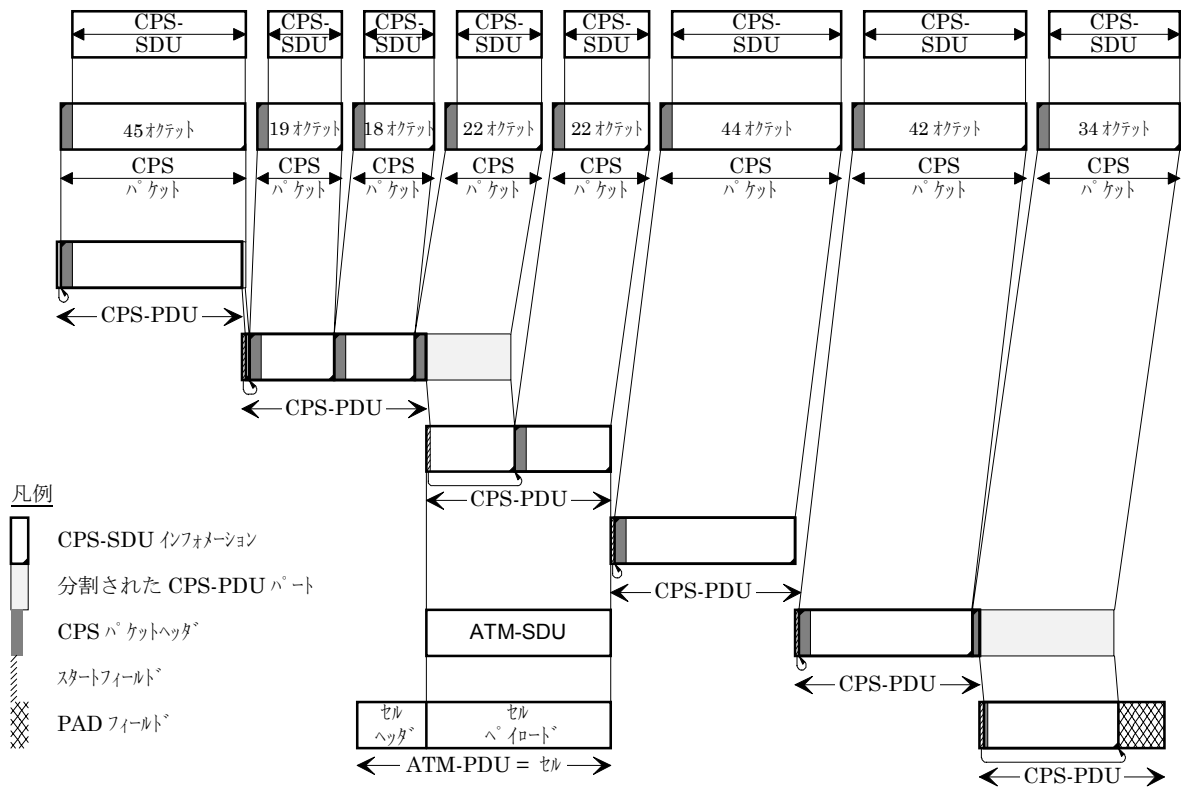 CPS-
SDU
CPS-
SDU
CPS-
SDU
CPS-
SDU
CPS-
SDU
CPS-
SDU
CPS-
SDU
CPS-
SDU
45 ｵｸﾃｯﾄ
19 ｵｸﾃｯﾄ
18 ｵｸﾃｯﾄ
22 ｵｸﾃｯﾄ
22 ｵｸﾃｯﾄ
44 ｵｸﾃｯﾄ
42 ｵｸﾃｯﾄ
34 ｵｸﾃｯﾄ
CPS
ﾊﾟｹｯﾄ
CPS
ﾊﾟｹｯﾄ
CPS
ﾊﾟｹｯﾄ
CPS
ﾊﾟｹｯﾄ
CPS
ﾊﾟｹｯﾄ
CPS
ﾊﾟｹｯﾄ
CPS
ﾊﾟｹｯﾄ
CPS
ﾊﾟｹｯﾄ
CPS-PDU
CPS-PDU
CPS-PDU
CPS-PDU
CPS-PDU
CPS-PDU
凡例
CPS-SDU ｲﾝﾌｫﾒｰｼｮﾝ
分割された CPS-PDU ﾊﾟｰﾄ
CPS ﾊﾟｹｯﾄﾍｯﾀﾞ
ｽﾀｰﾄﾌｨｰﾙﾄﾞ
PAD ﾌｨｰﾙﾄﾞ
ATM-SDU
ｾﾙ
ﾍｯﾀﾞ
ｾﾙ
ﾍﾟｲﾛｰﾄﾞ
ATM-PDU = ｾﾙ